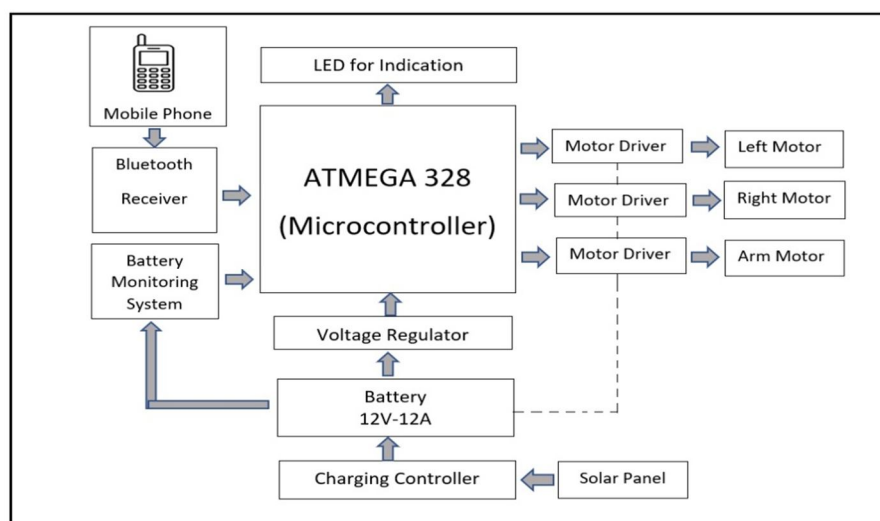 LED for Indication
Mobile Phone
Bluetooth
Receiver
ATMEGA 328
(Microcontroller)
Motor Driver
Left Motor
Motor Driver
Right Motor
Motor Driver
Arm Motor
Battery
Monitoring
System
Voltage Regulator
Battery
12V-12A
Charging Controller
Solar Panel